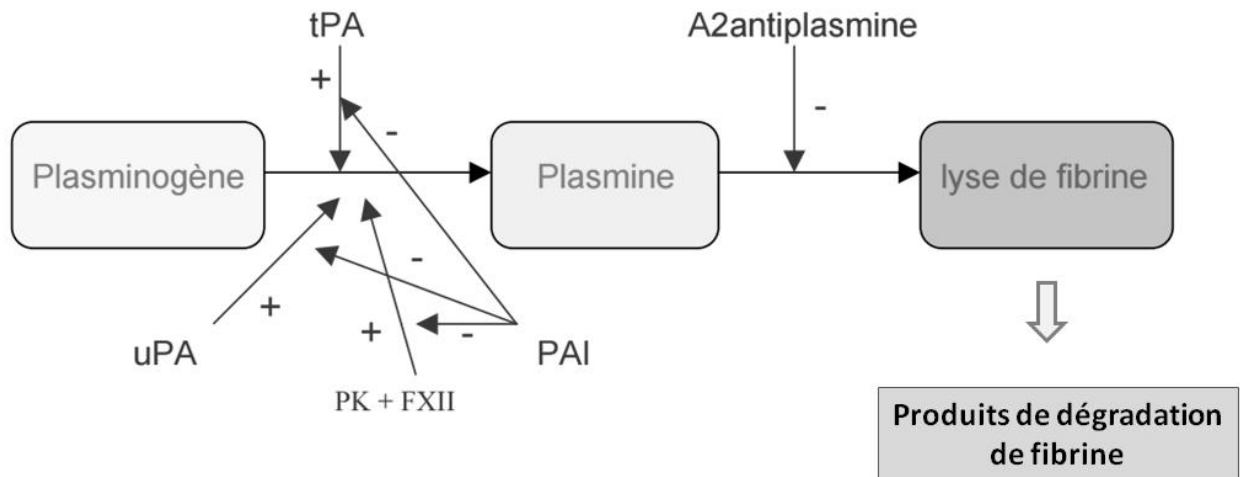 tPA
A2antiplasmine
+
-
-
Plasminogène
Plasmine
lyse de fibrine
-
+
+
-
uPA
PAI
PK + FXII
Produits de dégradation
de fibrine